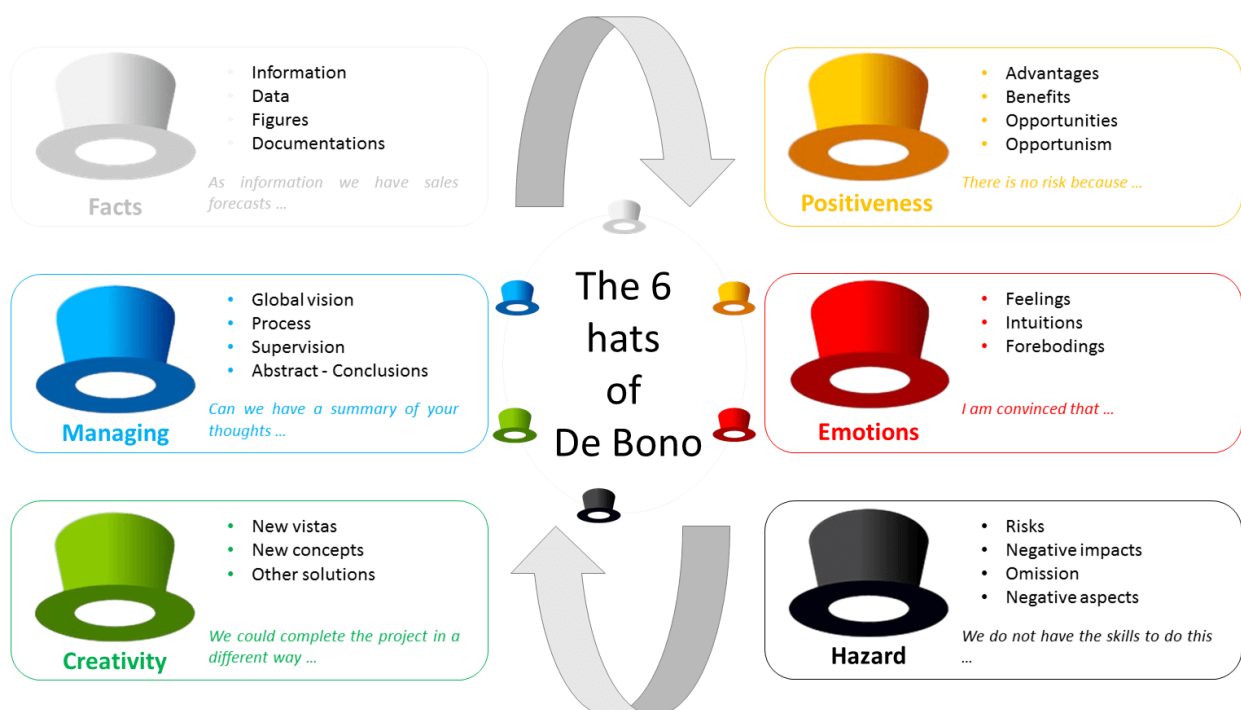 Information
Data
Figures
Documentations
As information we have sales
forecasts ...
Facts
Advantages
Benefits
Opportunities
Opportunism
There is no risk because ...
Positiveness
The 6
hats
of
De Bono
Global vision
Process
Supervision
Abstract - Conclusions
Can we have a summary of your
thoughts ...
Managing
Feelings
Intuitions
Forebodings
I am convinced that ...
Emotions
New vistas
New concepts
Other solutions
We could complete the project in a
different way ...
Creativity
Risks
Negative impacts
Omission
Negative aspects
We do not have the skills to do this
...
Hazard